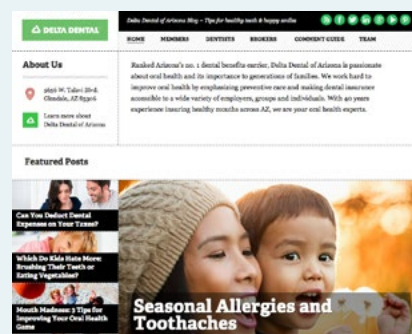 DELTA DENTAL
Delta Dental of Arizona Blog – Tips for healthy teeth & happy smiles
HOME MEMBERS DENTISTS BROKERS COMMENT GUIDE TEAM
About Us
5656 W. Talavi Blvd.
Glendale, AZ 85306
Learn more about
Delta Dental of Arizona
Ranked Arizona's no. 1 dental benefits carrier, Delta Dental of Arizona is passionate
about oral health and its importance to generations of families. We work hard to
improve oral health by emphasizing preventive care and making dental insurance
accessible to a wide variety of employers, groups and individuals. With 40 years
experience insuring healthy mouths across AZ, we are your oral health experts.
Featured Posts
Can You Deduct Dental
Expenses on Your Taxes?
Which Do Kids Hate More:
Brushing Their Teeth or
Eating Vegetables?
Mouth Madness: 3 Tips for
Improving Your Oral Health
Game
Seasonal Allergies and
Toothaches